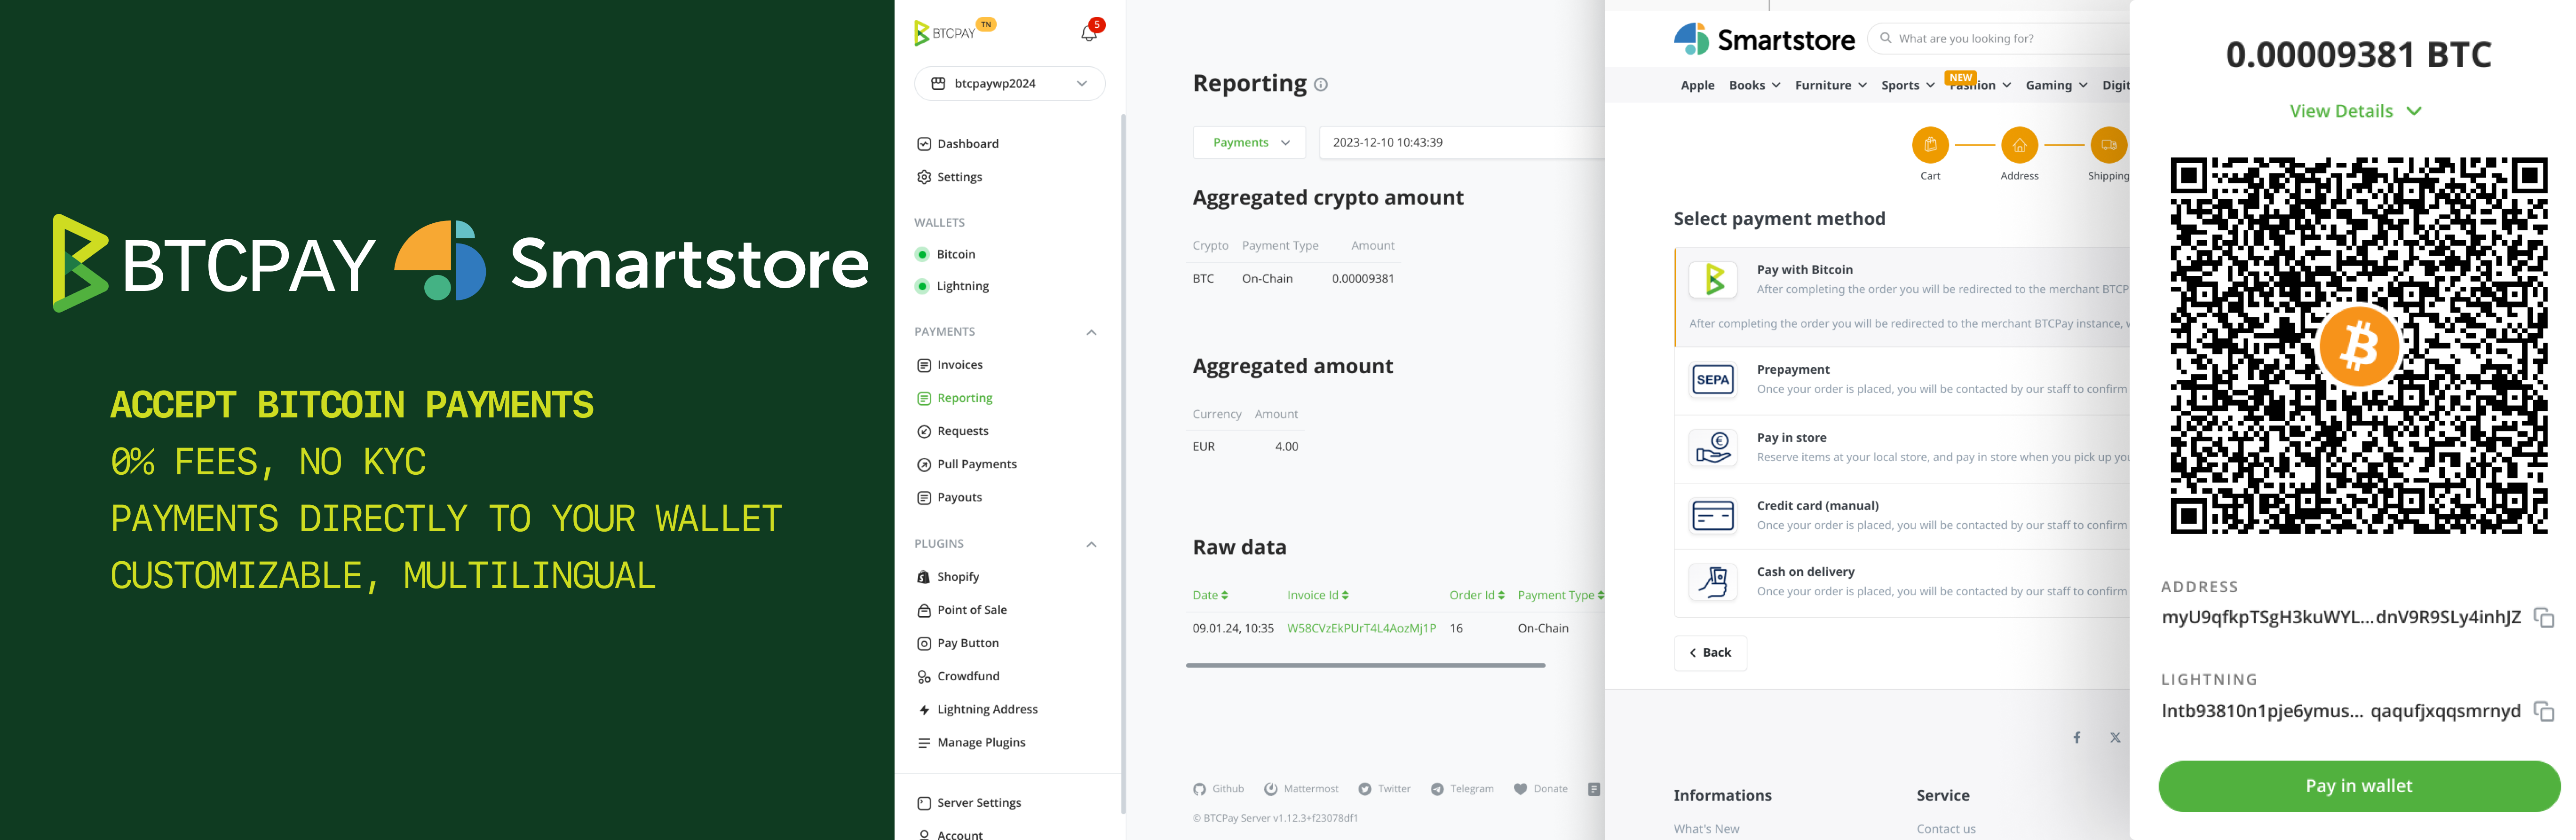 BTCPAY Smartstore
ACCEPT BITCOIN PAYMENTS
0% FEES, NO KYC
PAYMENTS DIRECTLY TO YOUR WALLET
CUSTOMIZABLE, MULTILINGUAL
BTCPAY TN
5
btcpaywp2024
Dashboard
Settings
WALLETS
Bitcoin
Lightning
PAYMENTS
Invoices
Reporting
Requests
Pull Payments
Payouts
PLUGINS
Shopify
Point of Sale
Pay Button
Crowdfund
Lightning Address
Manage Plugins
Server Settings
Account
Reporting
Payments
2023-12-10 10:43:39
Aggregated crypto amount
Crypto Payment Type Amount
BTC On-Chain 0.00009381
Aggregated amount
Currency Amount
EUR 4.00
Raw data
Date Invoice Id Order Id Payment Type
09.01.24, 10:35 W58CVzEkPUrT4L4AozMj1P 16 On-Chain
Github Mattermost Twitter Telegram Donate
© BTCPay Server v1.12.3+f23078df1
Smartstore
What are you looking for?
NEW
Apple Books Furniture Sports Fashion Gaming Digit
Cart Address Shipping
Select payment method
Pay with Bitcoin
After completing the order you will be redirected to the merchant BTCP
After completing the order you will be redirected to the merchant BTCPay instance, w
SEPA
Prepayment
Once your order is placed, you will be contacted by our staff to confirm
Pay in store
Reserve items at your local store, and pay in store when you pick up you
Credit card (manual)
Once your order is placed, you will be contacted by our staff to confirm
Cash on delivery
Once your order is placed, you will be contacted by our staff to confirm
Back
Informations Service
What's New Contact us
0.00009381 BTC
View Details
ADDRESS
myU9qfkpTSgH3kuWYL...dnV9R9SLy4inhJZ
LIGHTNING
lntb93810n1pje6ymus... qaqufjxqqsmrnyd
Pay in wallet